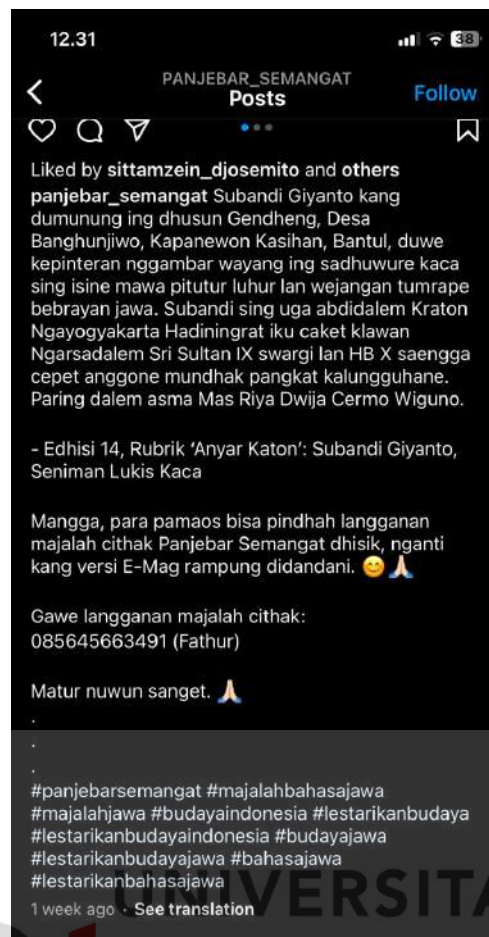 12.31
38
PANJEBAR_SEMANGAT
Posts
Follow
Liked by sittamzein_djosemito and others
panjebar_semangat Subandi Giyanto kang
dumunung ing dhusun Gendheng, Desa
Banghunjiwo, Kapanewon Kasihan, Bantul, duwe
kepinteran nggambar wayang ing sadhuwure kaca
sing isine mawa pitutur luhur lan wejangan tumrape
bebrayan jawa. Subandi sing uga abdidalem Kraton
Ngayogyakarta Hadiningrat iku caket klawan
Ngarsadalem Sri Sultan IX swargi lan HB X saengga
cepet anggone mundhak pangkat kalungguhane.
Paring dalem asma Mas Riya Dwija Cermo Wiguno.
- Edhisi 14, Rubrik ‘Anyar Katon’: Subandi Giyanto,
Seniman Lukis Kaca
Mangga, para pamaos bisa pindhah langganan
majalah cithak Panjebar Semangat dhisik, nganti
kang versi E-Mag rampung didandani. 😊🙏🏻
Gawe langganan majalah cithak:
085645663491 (Fathur)
Matur nuwun sanget. 🙏🏻
.
.
.
#panjebarsemangat #majalahbahasajawa
#majalahjawa #budayaindonesia #lestarikanbudaya
#lestarikanbudayaindonesia #budayajawa
#lestarikanbudayajawa #bahasajawa
#lestarikanbahasajawa
1 week ago · See translation
UNIVERSITA